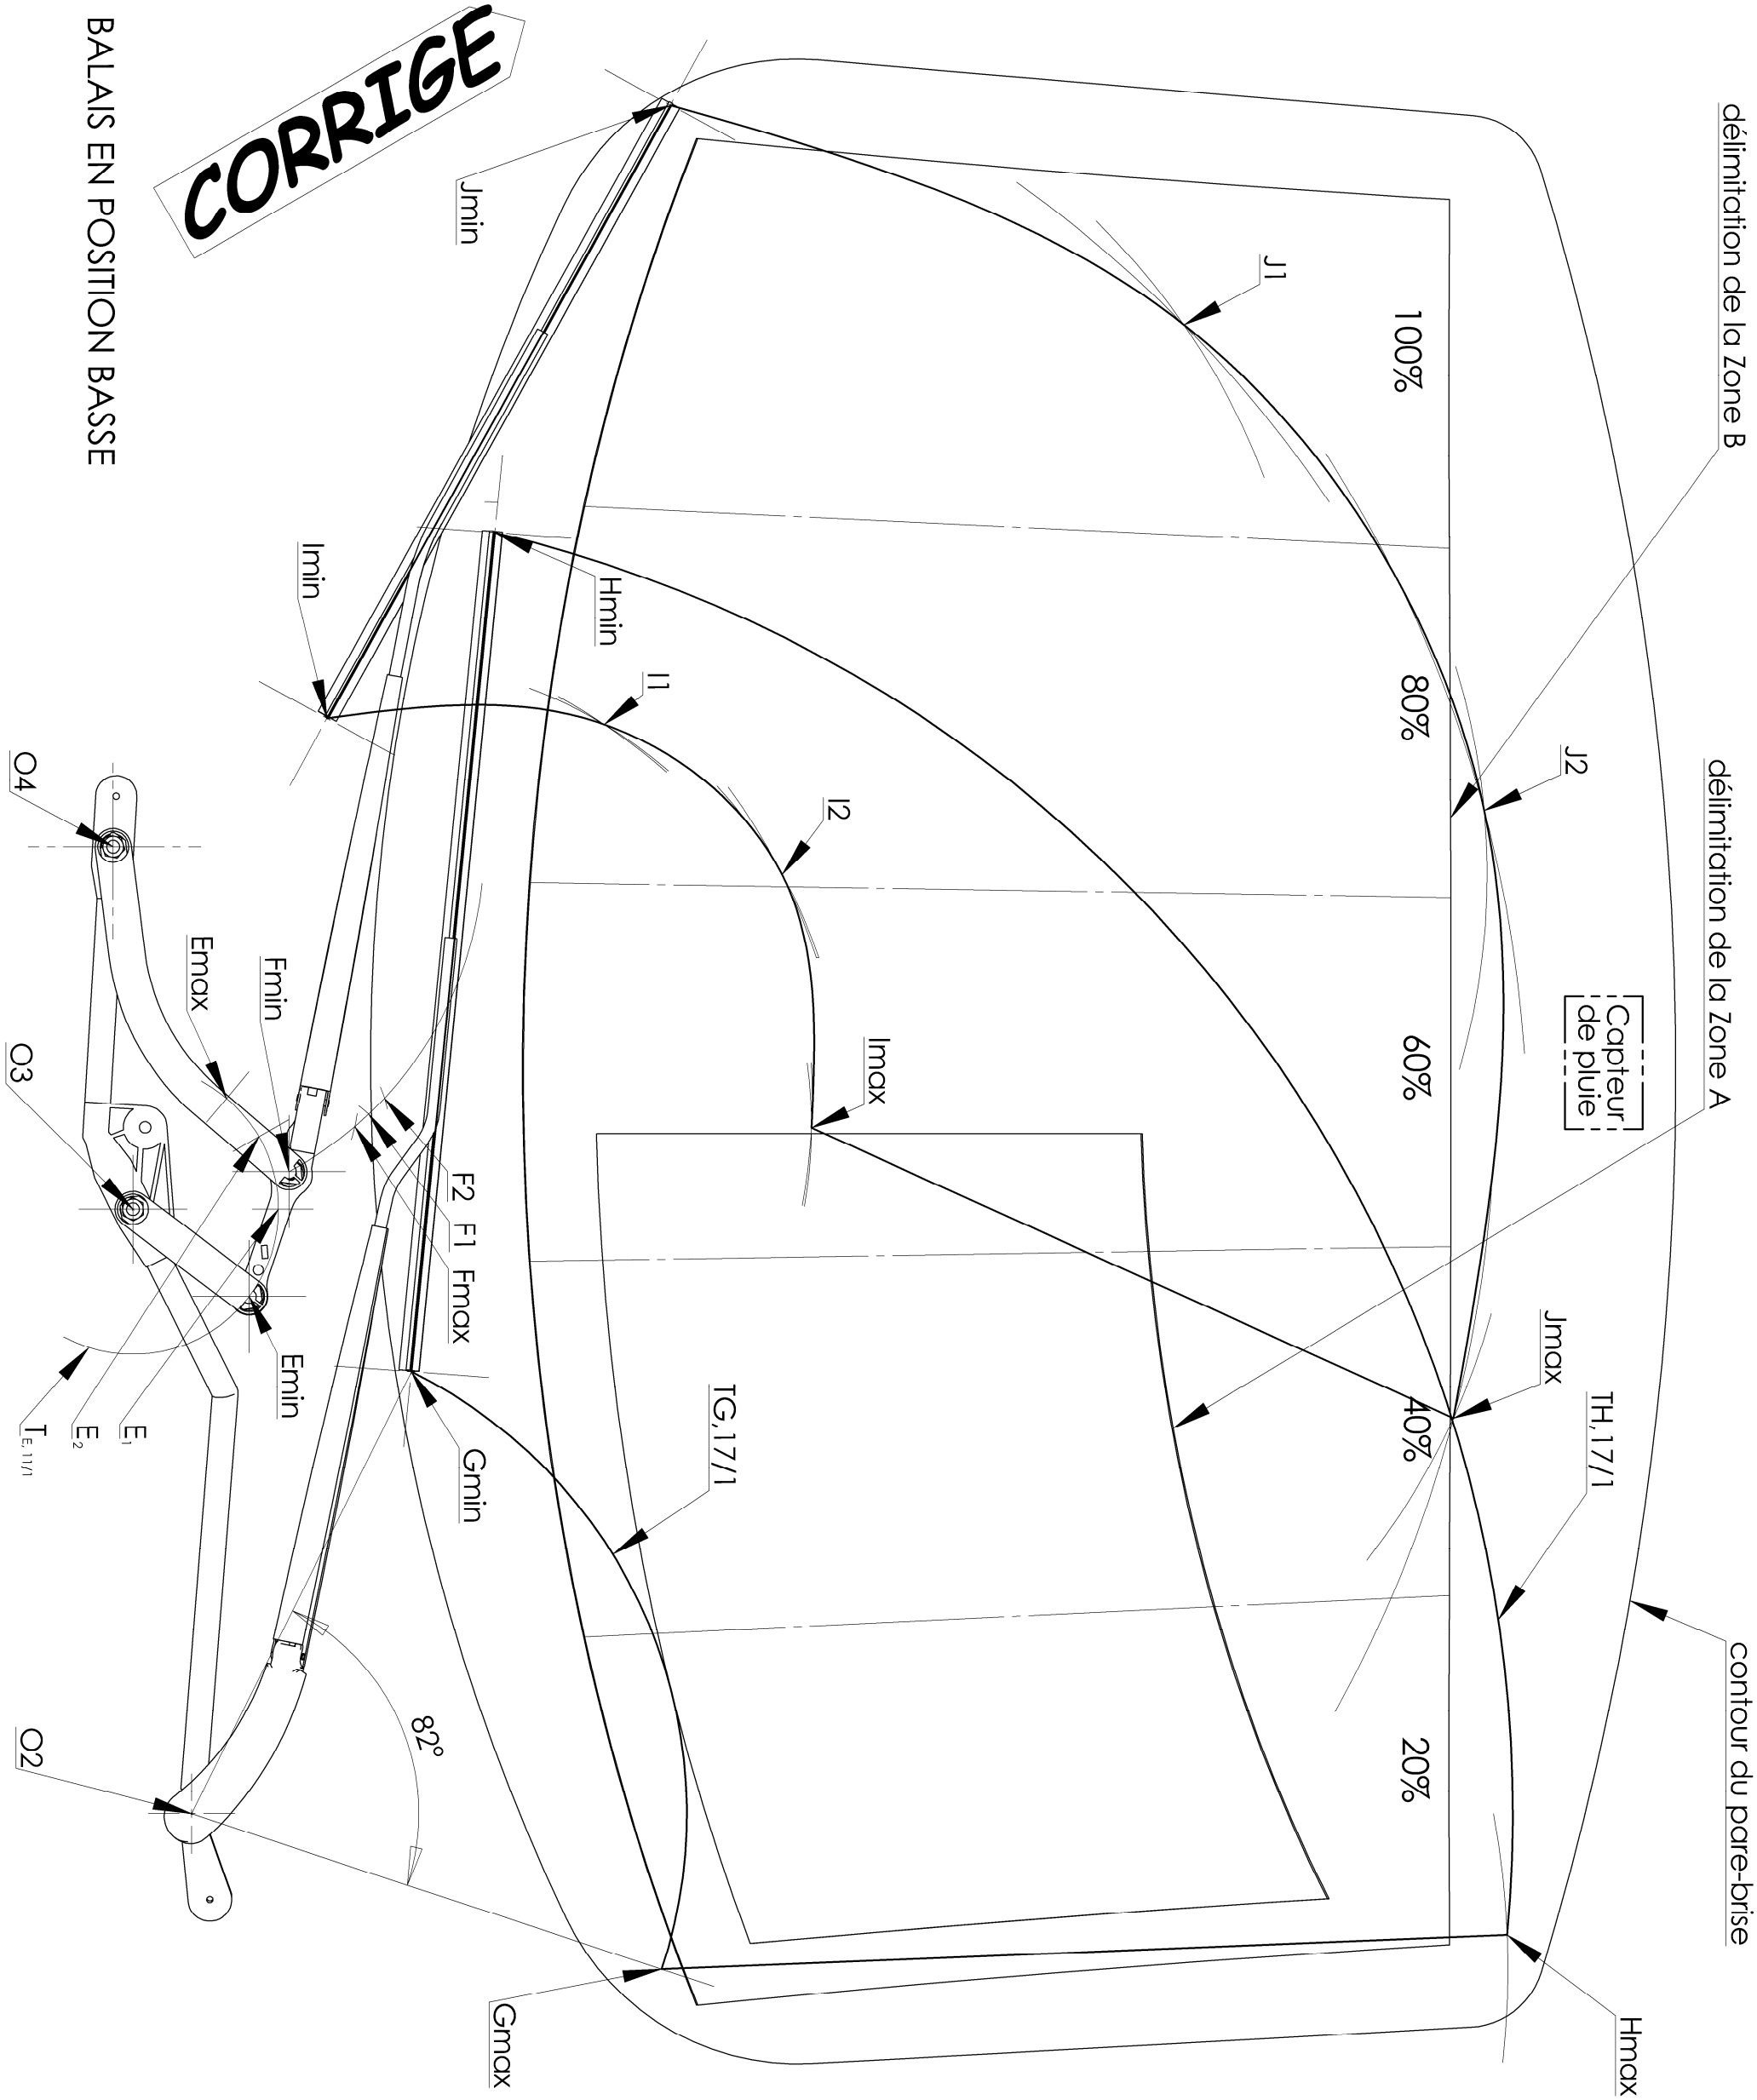 BALAIS EN POSITION BASSE
CORRIGE
délimitation de la Zone B
délimitation de la Zone A
contour du pare-brise
Capteur
de pluie
100%
80%
60%
40%
20%
Jmin
J1
J2
Jmax
Imin
I1
I2
Imax
Hmin
Hmax
TH,17/1
TG,17/1
Gmin
Gmax
Fmin
F2
F1
Fmax
Emax
Emin
E1
E2
TE,11/1
O4
O3
O2
82°